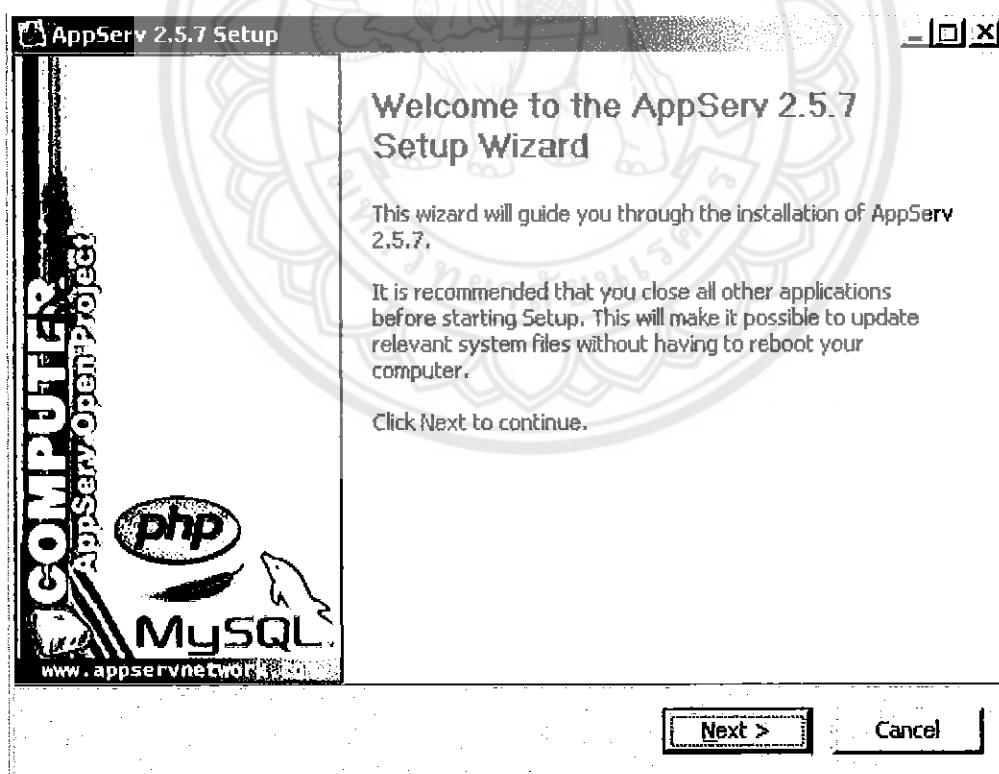 AppServ 2.5.7 Setup
Welcome to the AppServ 2.5.7
Setup Wizard
This wizard will guide you through the installation of AppServ
2.5.7.
It is recommended that you close all other applications
before starting Setup. This will make it possible to update
relevant system files without having to reboot your
computer.
Click Next to continue.
COMPUTER
AppServ Open Project
php
MySQL
Next >
Cancel